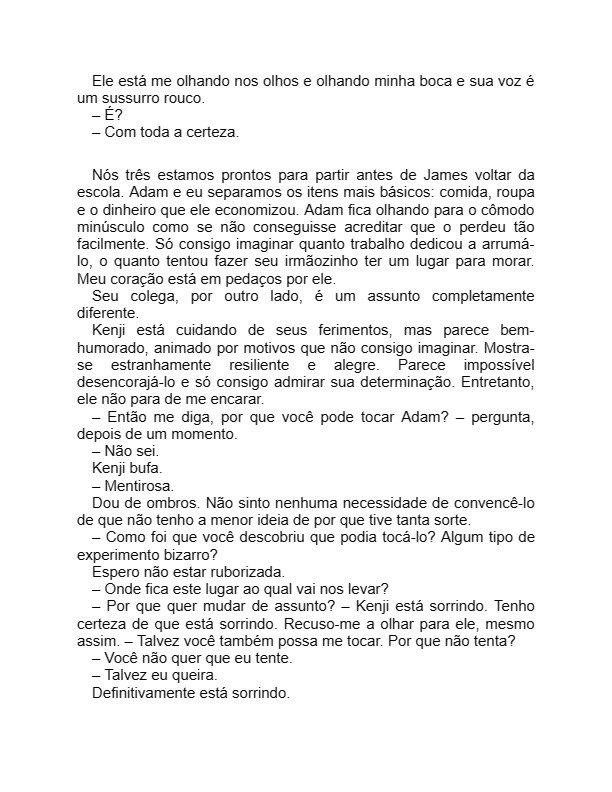 Ele está me olhando nos olhos e olhando minha boca e sua voz é
um sussurro rouco.
– É?
– Com toda a certeza.
Nós três estamos prontos para partir antes de James voltar da
escola. Adam e eu separamos os itens mais básicos: comida, roupa
e o dinheiro que ele economizou. Adam fica olhando para o cômodo
minúsculo como se não conseguisse acreditar que o perdeu tão
facilmente. Só consigo imaginar quanto trabalho dedicou a arrumá-
lo, o quanto tentou fazer seu irmãozinho ter um lugar para morar.
Meu coração está em pedaços por ele.
Seu colega, por outro lado, é um assunto completamente
diferente.
Kenji está cuidando de seus ferimentos, mas parece bem-
humorado, animado por motivos que não consigo imaginar. Mostra-
se estranhamente resiliente e alegre. Parece impossível
desencorajá-lo e só consigo admirar sua determinação. Entretanto,
ele não para de me encarar.
– Então me diga, por que você pode tocar Adam? – pergunta,
depois de um momento.
– Não sei.
Kenji bufa.
– Mentirosa.
Dou de ombros. Não sinto nenhuma necessidade de convencê-lo
de que não tenho a menor ideia de por que tive tanta sorte.
– Como foi que você descobriu que podia tocá-lo? Algum tipo de
experimento bizarro?
Espero não estar ruborizada.
– Onde fica este lugar ao qual vai nos levar?
– Por que quer mudar de assunto? – Kenji está sorrindo. Tenho
certeza de que está sorrindo. Recuso-me a olhar para ele, mesmo
assim. – Talvez você também possa me tocar. Por que não tenta?
– Você não quer que eu tente.
– Talvez eu queira.
Definitivamente está sorrindo.